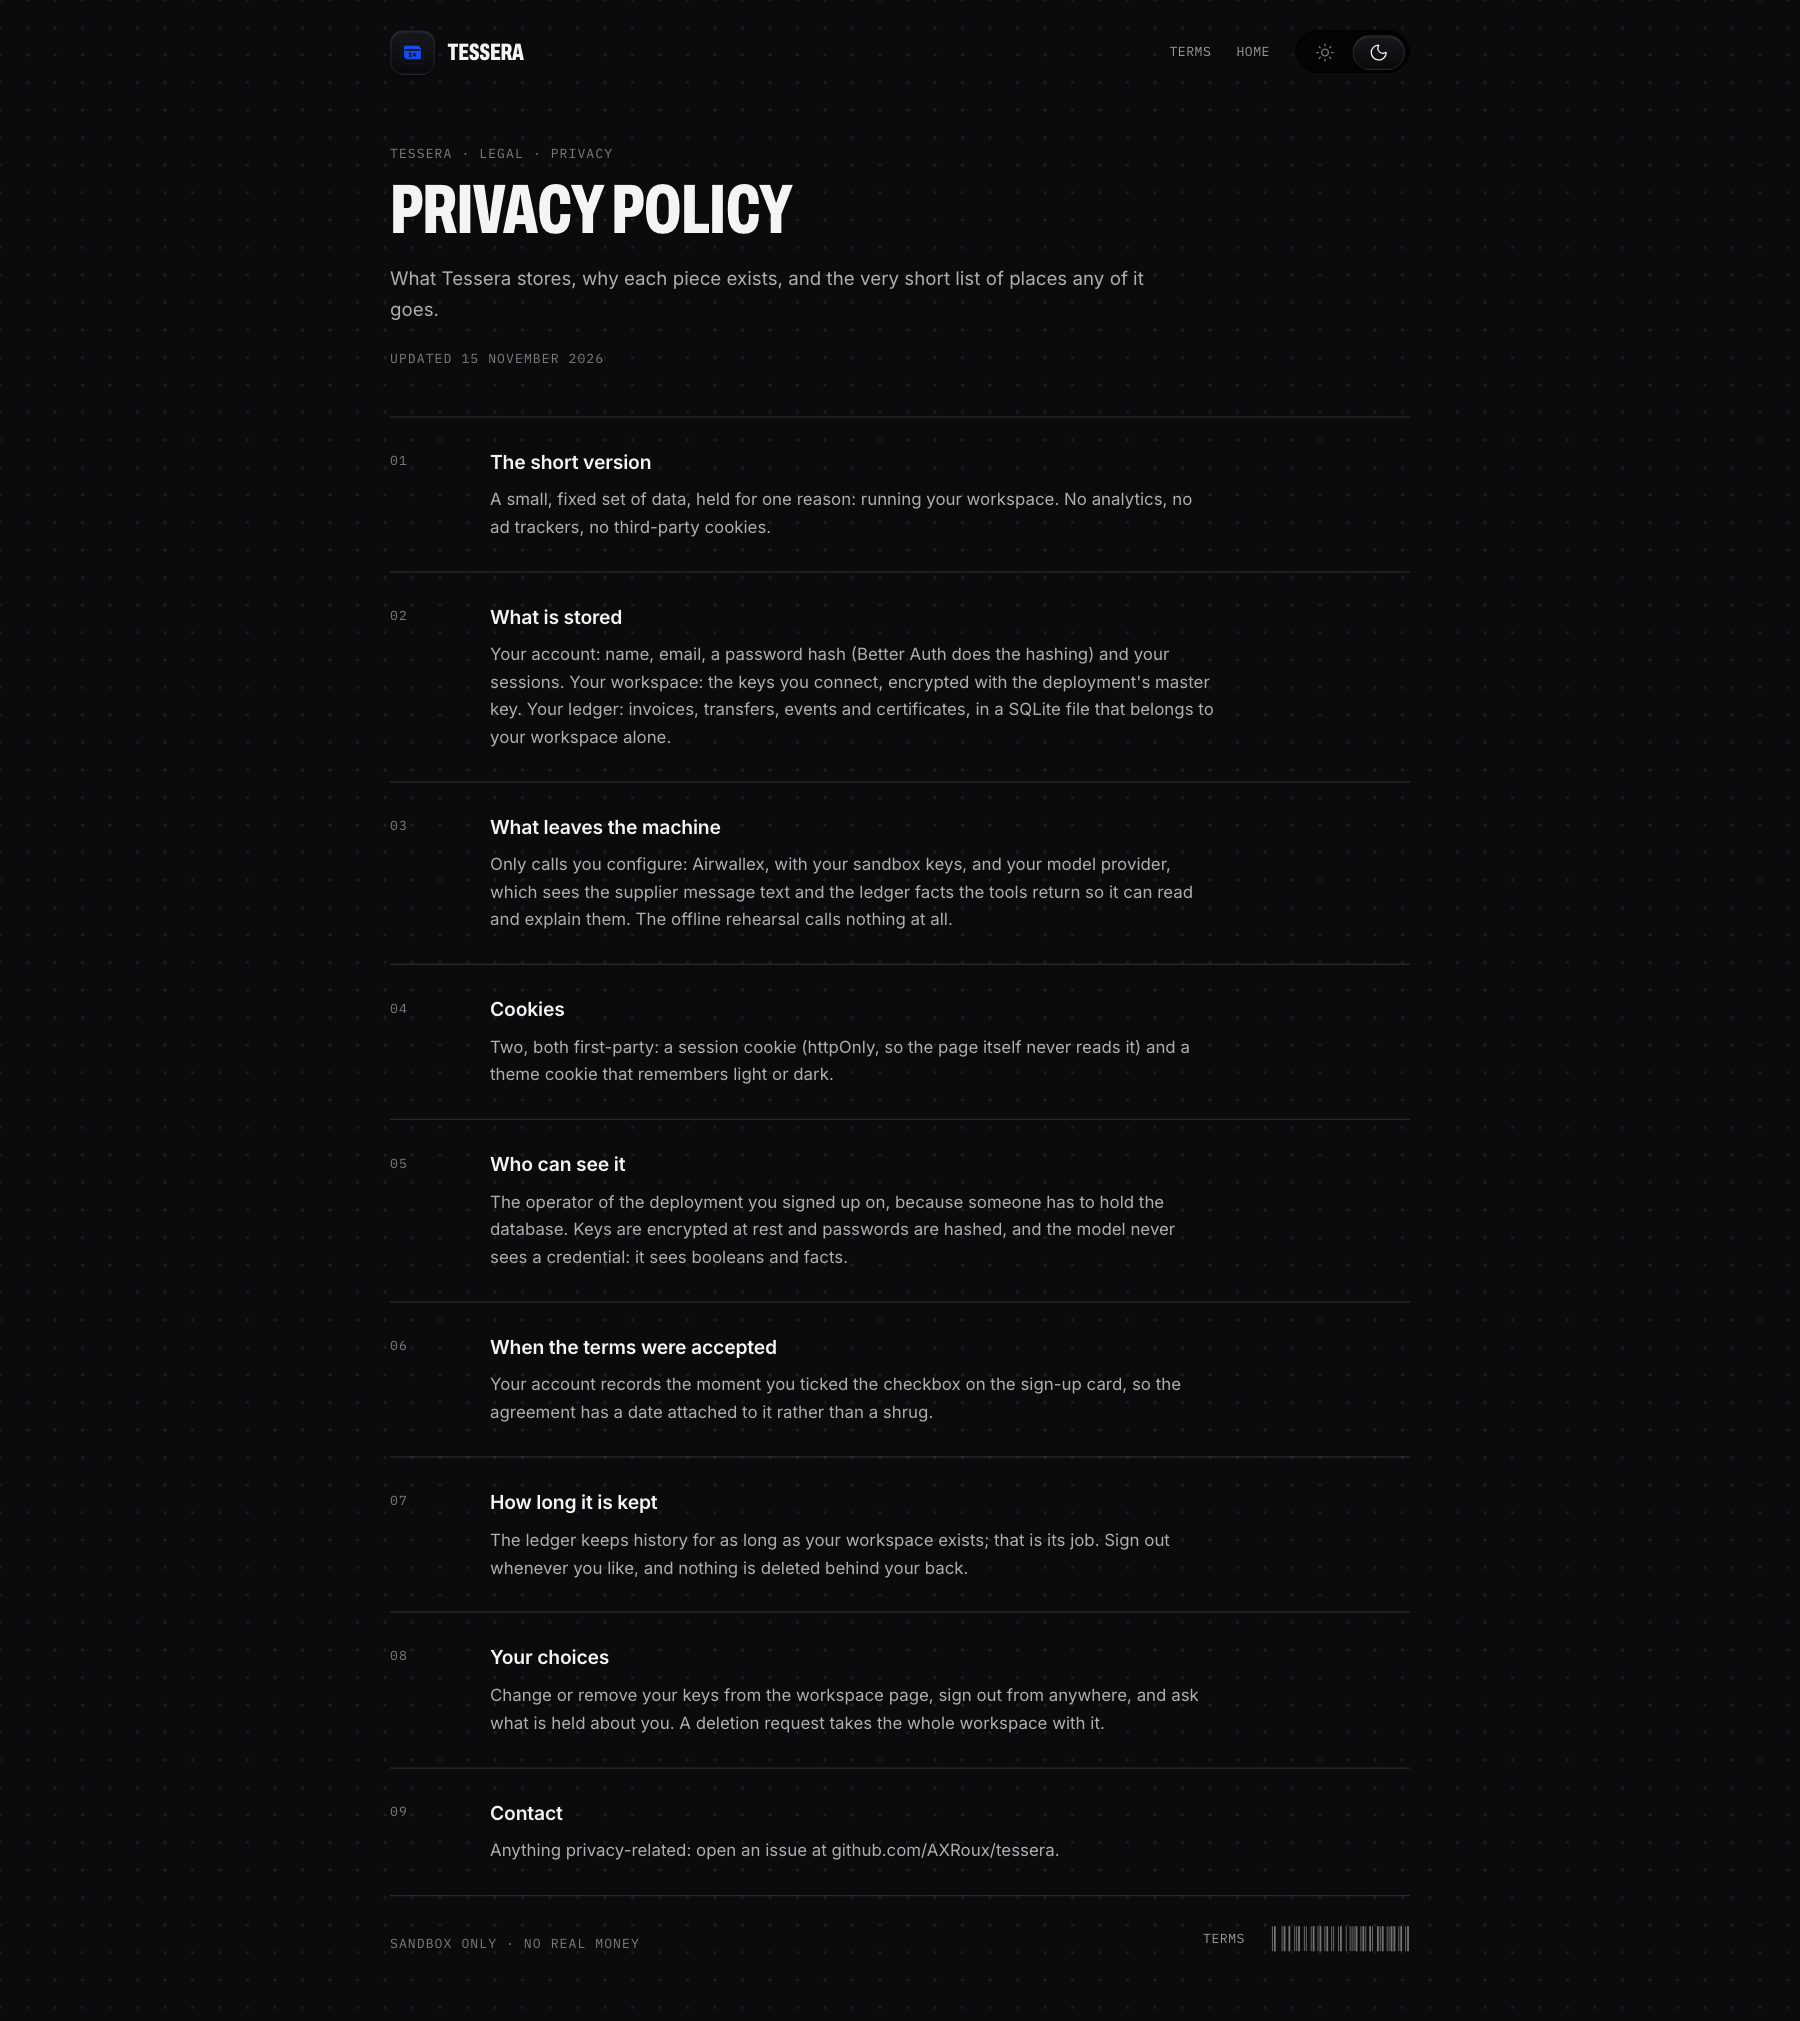 TESSERA
TERMS HOME
TESSERA · LEGAL · PRIVACY
PRIVACY POLICY
What Tessera stores, why each piece exists, and the very short list of places any of it
goes.
UPDATED 15 NOVEMBER 2026
01
The short version
A small, fixed set of data, held for one reason: running your workspace. No analytics, no
ad trackers, no third-party cookies.
02
What is stored
Your account: name, email, a password hash (Better Auth does the hashing) and your
sessions. Your workspace: the keys you connect, encrypted with the deployment's master
key. Your ledger: invoices, transfers, events and certificates, in a SQLite file that belongs to
your workspace alone.
03
What leaves the machine
Only calls you configure: Airwallex, with your sandbox keys, and your model provider,
which sees the supplier message text and the ledger facts the tools return so it can read
and explain them. The offline rehearsal calls nothing at all.
04
Cookies
Two, both first-party: a session cookie (httpOnly, so the page itself never reads it) and a
theme cookie that remembers light or dark.
05
Who can see it
The operator of the deployment you signed up on, because someone has to hold the
database. Keys are encrypted at rest and passwords are hashed, and the model never
sees a credential: it sees booleans and facts.
06
When the terms were accepted
Your account records the moment you ticked the checkbox on the sign-up card, so the
agreement has a date attached to it rather than a shrug.
07
How long it is kept
The ledger keeps history for as long as your workspace exists; that is its job. Sign out
whenever you like, and nothing is deleted behind your back.
08
Your choices
Change or remove your keys from the workspace page, sign out from anywhere, and ask
what is held about you. A deletion request takes the whole workspace with it.
09
Contact
Anything privacy-related: open an issue at github.com/AXRoux/tessera.
SANDBOX ONLY · NO REAL MONEY
TERMS